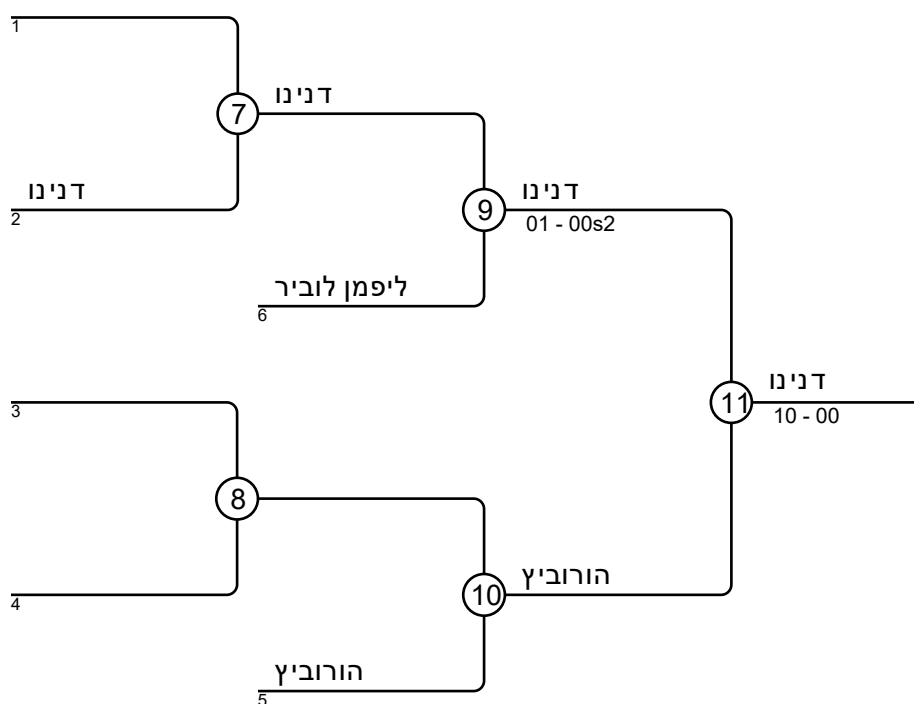 1
7
דנינו
דנינו
2
9
דנינו
01 - 00s2
ליפמן לוביר
6
3
11
דנינו
10 - 00
8
4
10
הורוביץ
הורוביץ
5